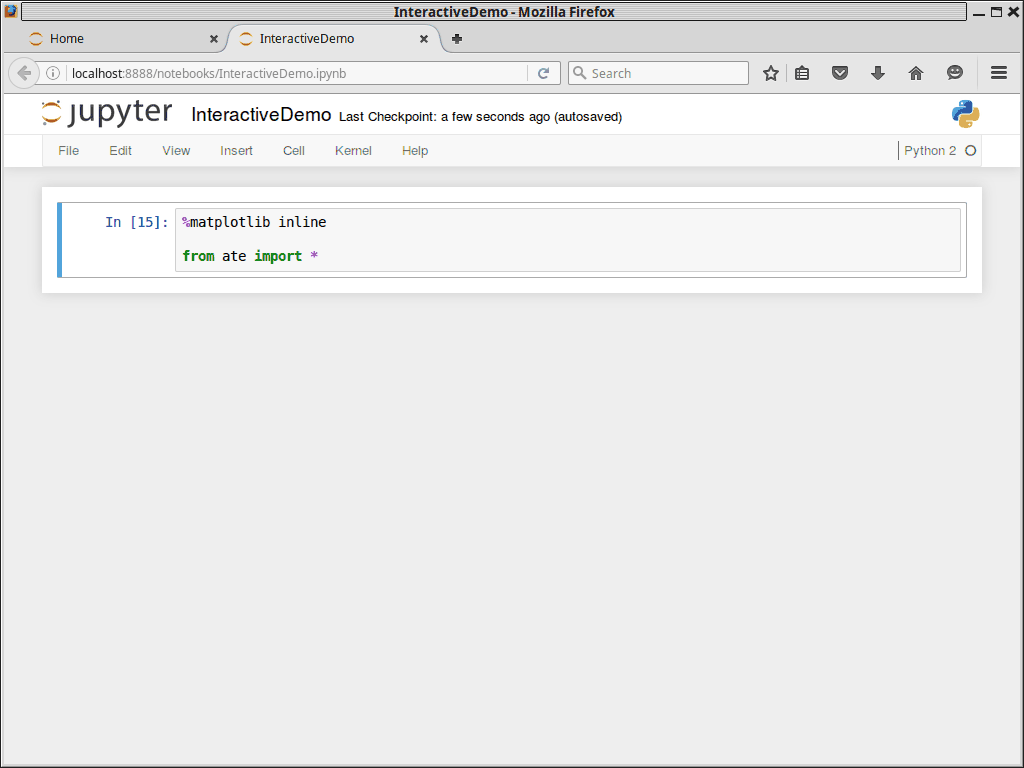 InteractiveDemo - Mozilla Firefox
Home
InteractiveDemo
localhost:8888/notebooks/InteractiveDemo.ipynb
Search
jupyter InteractiveDemo Last Checkpoint: a few seconds ago (autosaved)
File Edit View Insert Cell Kernel Help Python 2
In [15]: %matplotlib inline
from ate import *